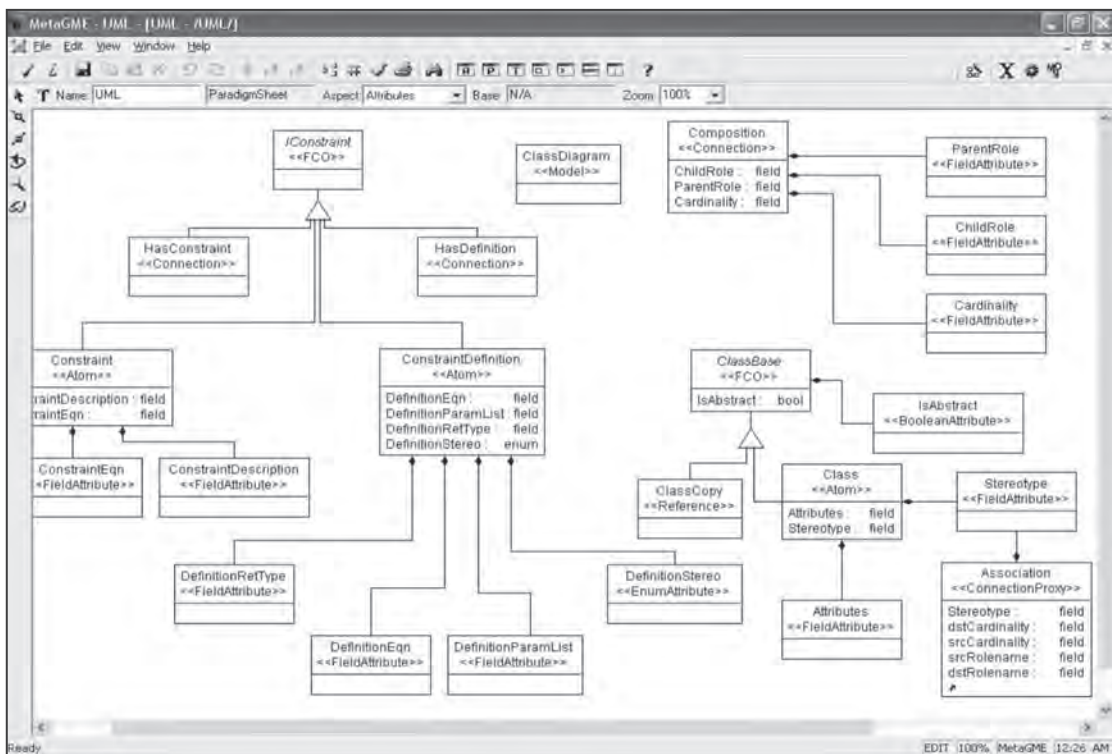 MetaGME - UML - [UML - /UML/]
File Edit View Window Help
Name: UML ParadigmSheet Aspect: Attributes Base: N/A Zoom: 100%
IConstraint
<<FCO>>
ClassDiagram
<<Model>>
Composition
<<Connection>>
ChildRole : field
ParentRole : field
Cardinality : field
ParentRole
<<FieldAttribute>>
ChildRole
<<FieldAttribute>>
Cardinality
<<FieldAttribute>>
HasConstraint
<<Connection>>
HasDefinition
<<Connection>>
Constraint
<<Atom>>
raintDescription : field
raintEqn : field
ConstraintEqn
<<FieldAttribute>>
ConstraintDescription
<<FieldAttribute>>
ConstraintDefinition
<<Atom>>
DefinitionEqn : field
DefinitionParamList : field
DefinitionRetType : field
DefinitionStereo : enum
ClassBase
<<FCO>>
IsAbstract : bool
IsAbstract
<<BooleanAttribute>>
ClassCopy
<<Reference>>
Class
<<Atom>>
Attributes : field
Stereotype : field
Stereotype
<<FieldAttribute>>
DefinitionRetType
<<FieldAttribute>>
DefinitionEqn
<<FieldAttribute>>
DefinitionParamList
<<FieldAttribute>>
DefinitionStereo
<<EnumAttribute>>
Attributes
<<FieldAttribute>>
Association
<<ConnectionProxy>>
Stereotype : field
dstCardinality : field
srcCardinality : field
srcRolename : field
dstRolename : field
Ready
EDIT 100% MetaGME 12:26 AM